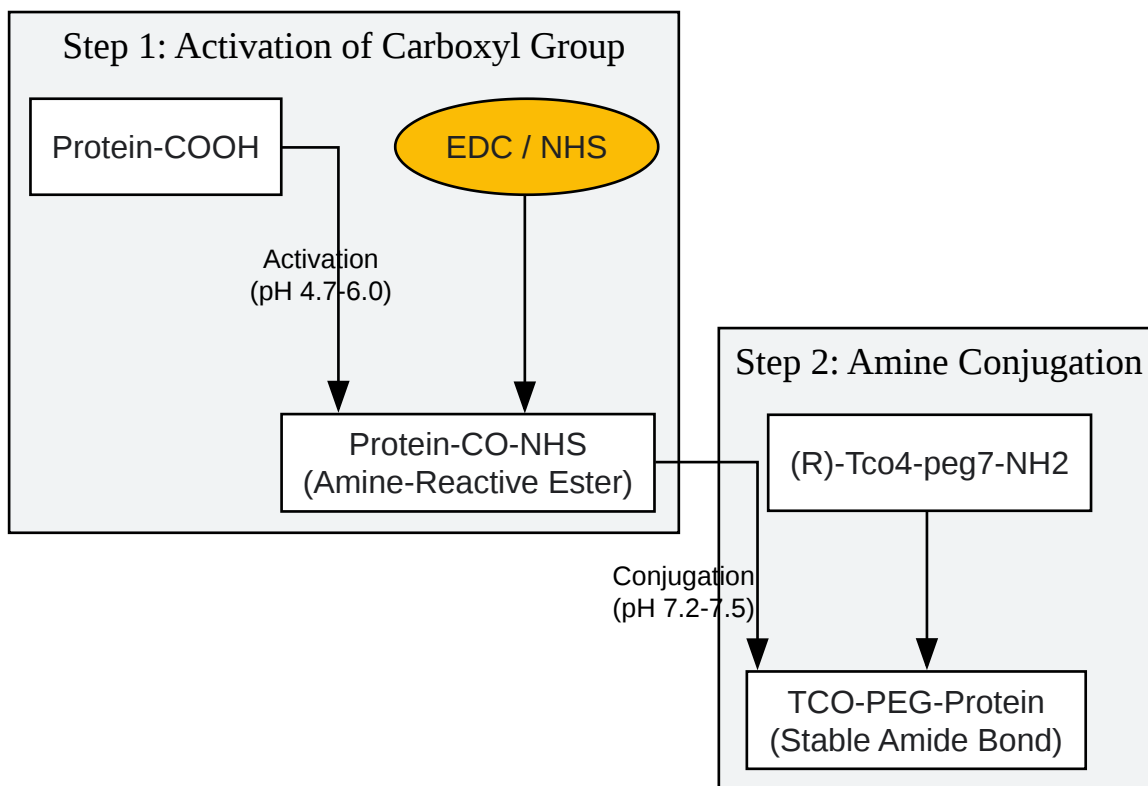 Step 1: Activation of Carboxyl Group
Protein-COOH
EDC / NHS
Activation
(pH 4.7-6.0)
Protein-CO-NHS
(Amine-Reactive Ester)
Step 2: Amine Conjugation
(R)-Tco4-peg7-NH2
Conjugation
(pH 7.2-7.5)
TCO-PEG-Protein
(Stable Amide Bond)